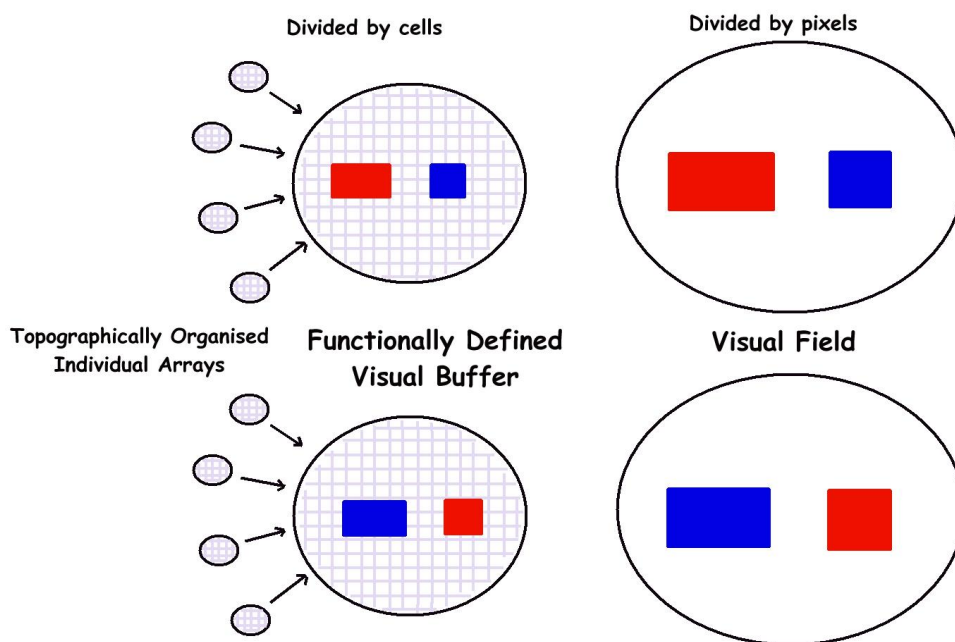 Divided by cells
Divided by pixels
Topographically Organised
Individual Arrays
Functionally Defined
Visual Buffer
Visual Field